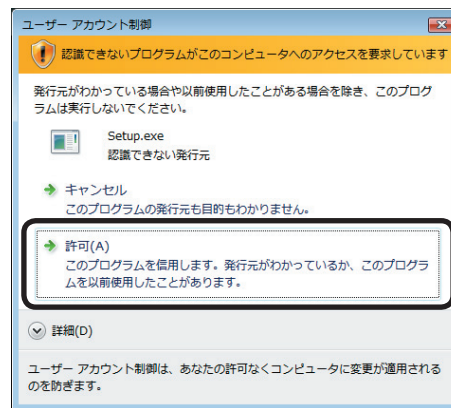 ユーザー アカウント制御
認識できないプログラムがこのコンピュータへのアクセスを要求しています
発行元がわかっている場合や以前使用したことがある場合を除き、このプログ
ラムは実行しないでください。
Setup.exe
認識できない発行元
キャンセル
このプログラムの発行元も目的もわかりません。
許可(A)
このプログラムを信用します。発行元がわかっているか、このプログラ
ムを以前使用したことがあります。
詳細(D)
ユーザー アカウント制御は、あなたの許可なくコンピュータに変更が適用される
のを防ぎます。